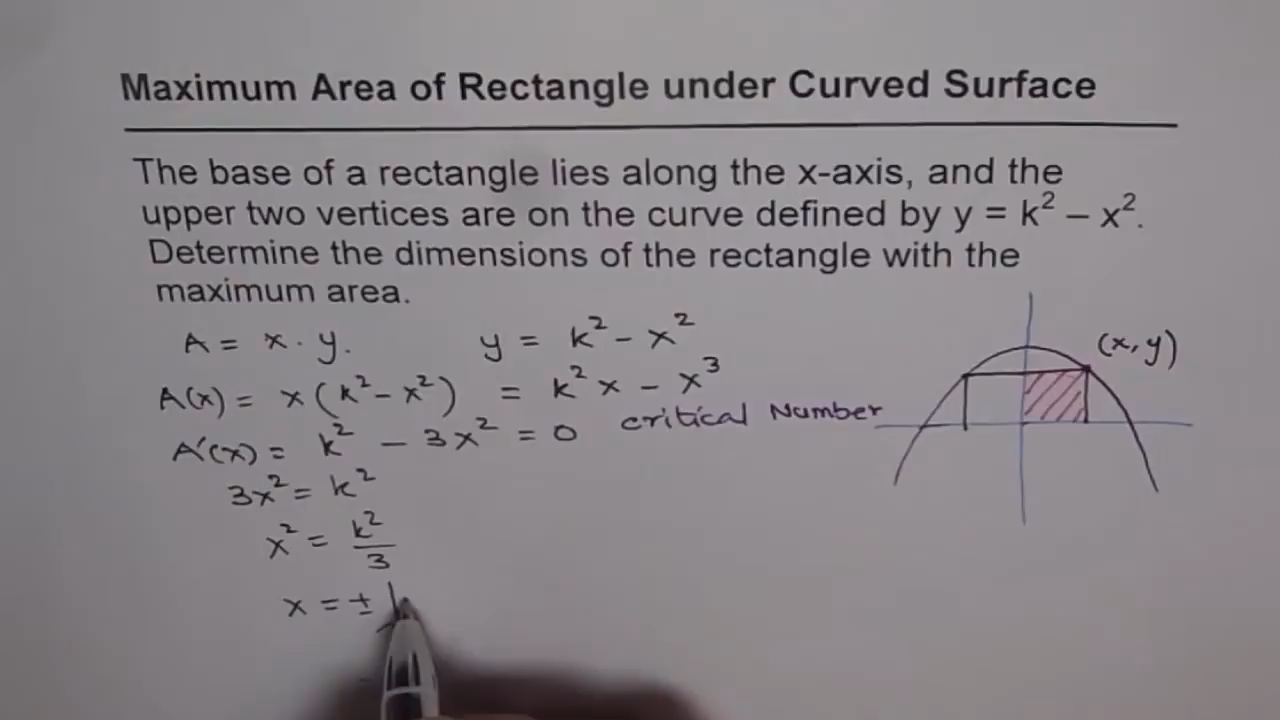 Maximum Area of Rectangle under Curved Surface
The base of a rectangle lies along the x-axis, and the
upper two vertices are on the curve defined by y = k² – x².
Determine the dimensions of the rectangle with the
maximum area.
A = x · y. y = k² - x²
(x, y)
A(x) = x (k² - x²) = k² x - x³
A'(x) = k² - 3x² = 0 critical Number
3x² = k²
x² = k²/3
x = ±